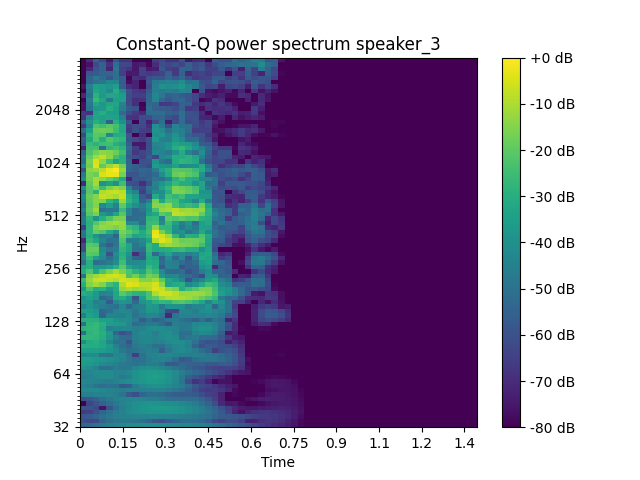 Constant-Q power spectrum speaker_3
Hz
2048
1024
512
256
128
64
32
0 0.15 0.3 0.45 0.6 0.75 0.9 1.1 1.2 1.4
Time
+0 dB
-10 dB
-20 dB
-30 dB
-40 dB
-50 dB
-60 dB
-70 dB
-80 dB